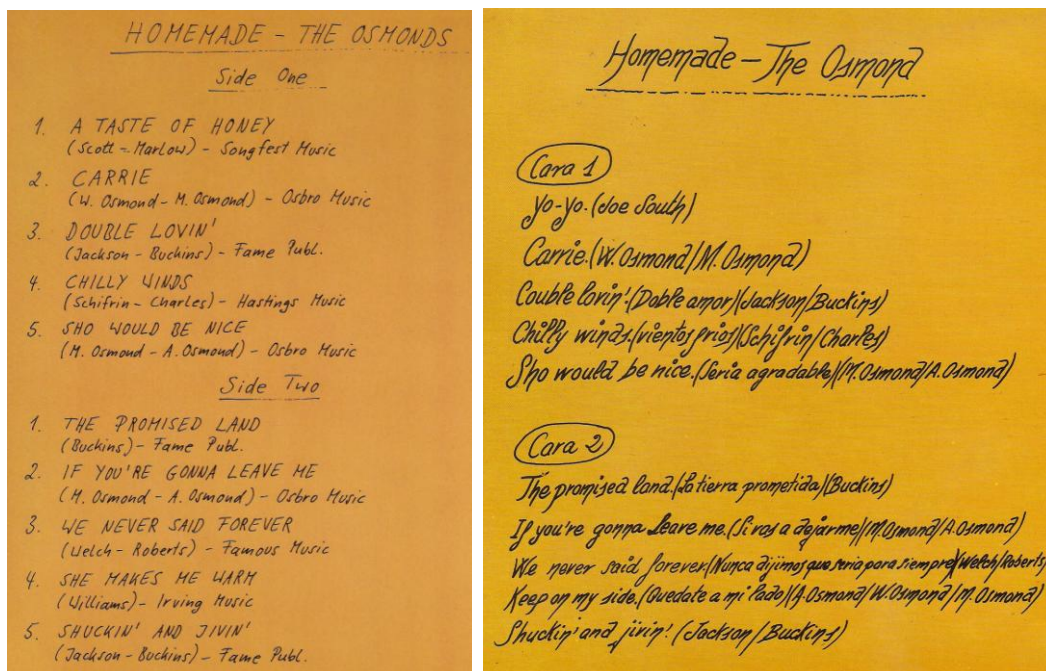 HOMEMADE - THE OSMONDS
Side One
1. A TASTE OF HONEY
(Scott - Marlow) - Songfest Music
2. CARRIE
(W. Osmond - M. Osmond) - Osbro Music
3. DOUBLE LOVIN'
(Jackson - Buckins) - Fame Publ.
4. CHILLY WINDS
(Schifrin - Charles) - Hastings Music
5. SHO WOULD BE NICE
(M. Osmond - A. Osmond) - Osbro Music
Side Two
1. THE PROMISED LAND
(Buckins) - Fame Publ.
2. IF YOU'RE GONNA LEAVE ME
(M. Osmond - A. Osmond) - Osbro Music
3. WE NEVER SAID FOREVER
(Welch - Roberts) - Famous Music
4. SHE MAKES ME WARM
(Williams) - Irving Music
5. SHUCKIN' AND JIVIN'
(Jackson - Buckins) - Fame Publ.
Homemade - The Osmond
Cara 1
yo-yo.(Joe South)
Carrie.(W.Osmond/M.Osmond)
Couble lovin'.(Doble amor)(Jackson/Buckins)
Chilly winds.(vientos frios)(Schifrin/Charles)
Sho would be nice.(Seria agradable)(M.Osmond/A.Osmond)
Cara 2
The promised land.(La tierra prometida)(Buckins)
If you're gonna leave me.(Si vas a dejarme)(M.Osmond/A.Osmond)
We never said forever.(Nunca dijimos que seria para siempre)(Welch/Roberts)
Keep on my side.(Quedate a mi lado)(A.Osmond/W.Osmond/M.Osmond)
Shuckin' and jivin'. (Jackson/Buckins)